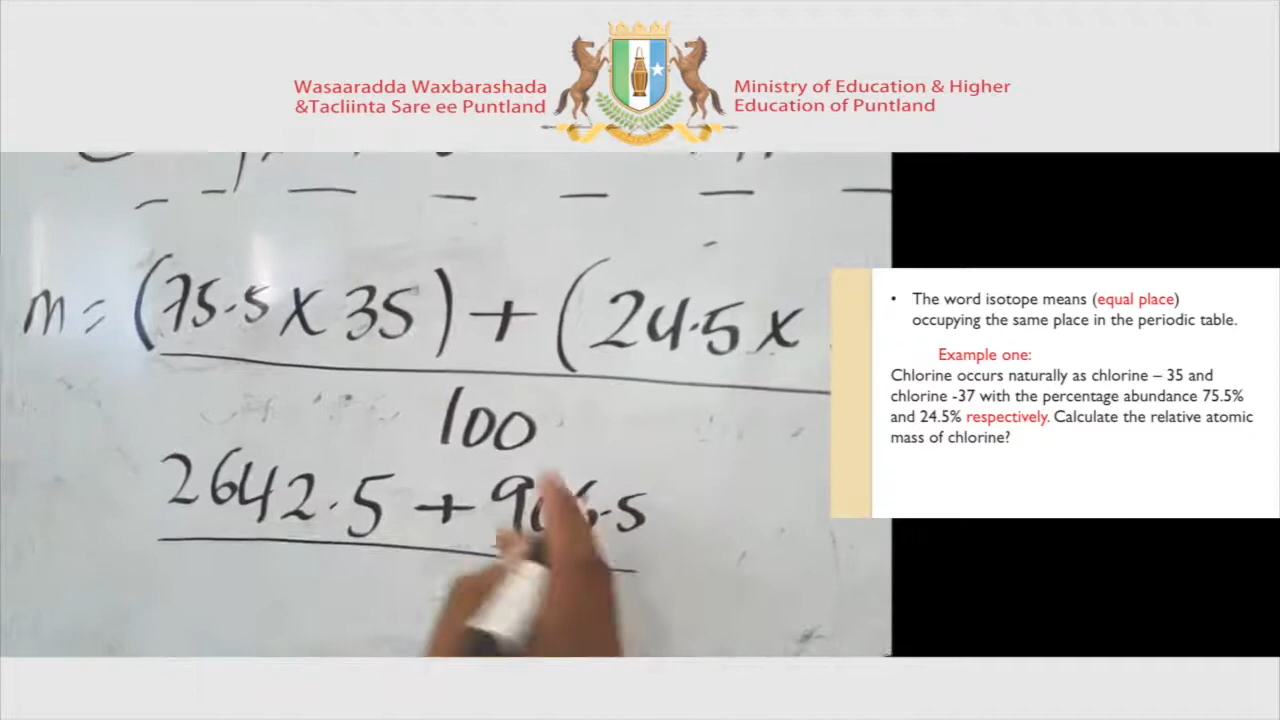 Wasaaradda Waxbarashada
&Tacliinta Sare ee Puntland
Ministry of Education & Higher
Education of Puntland
m = (75.5 X 35) + (24.5 X
100
2642.5 + 906.5
• The word isotope means (equal place)
occupying the same place in the periodic table.
Example one:
Chlorine occurs naturally as chlorine – 35 and
chlorine -37 with the percentage abundance 75.5%
and 24.5% respectively. Calculate the relative atomic
mass of chlorine?